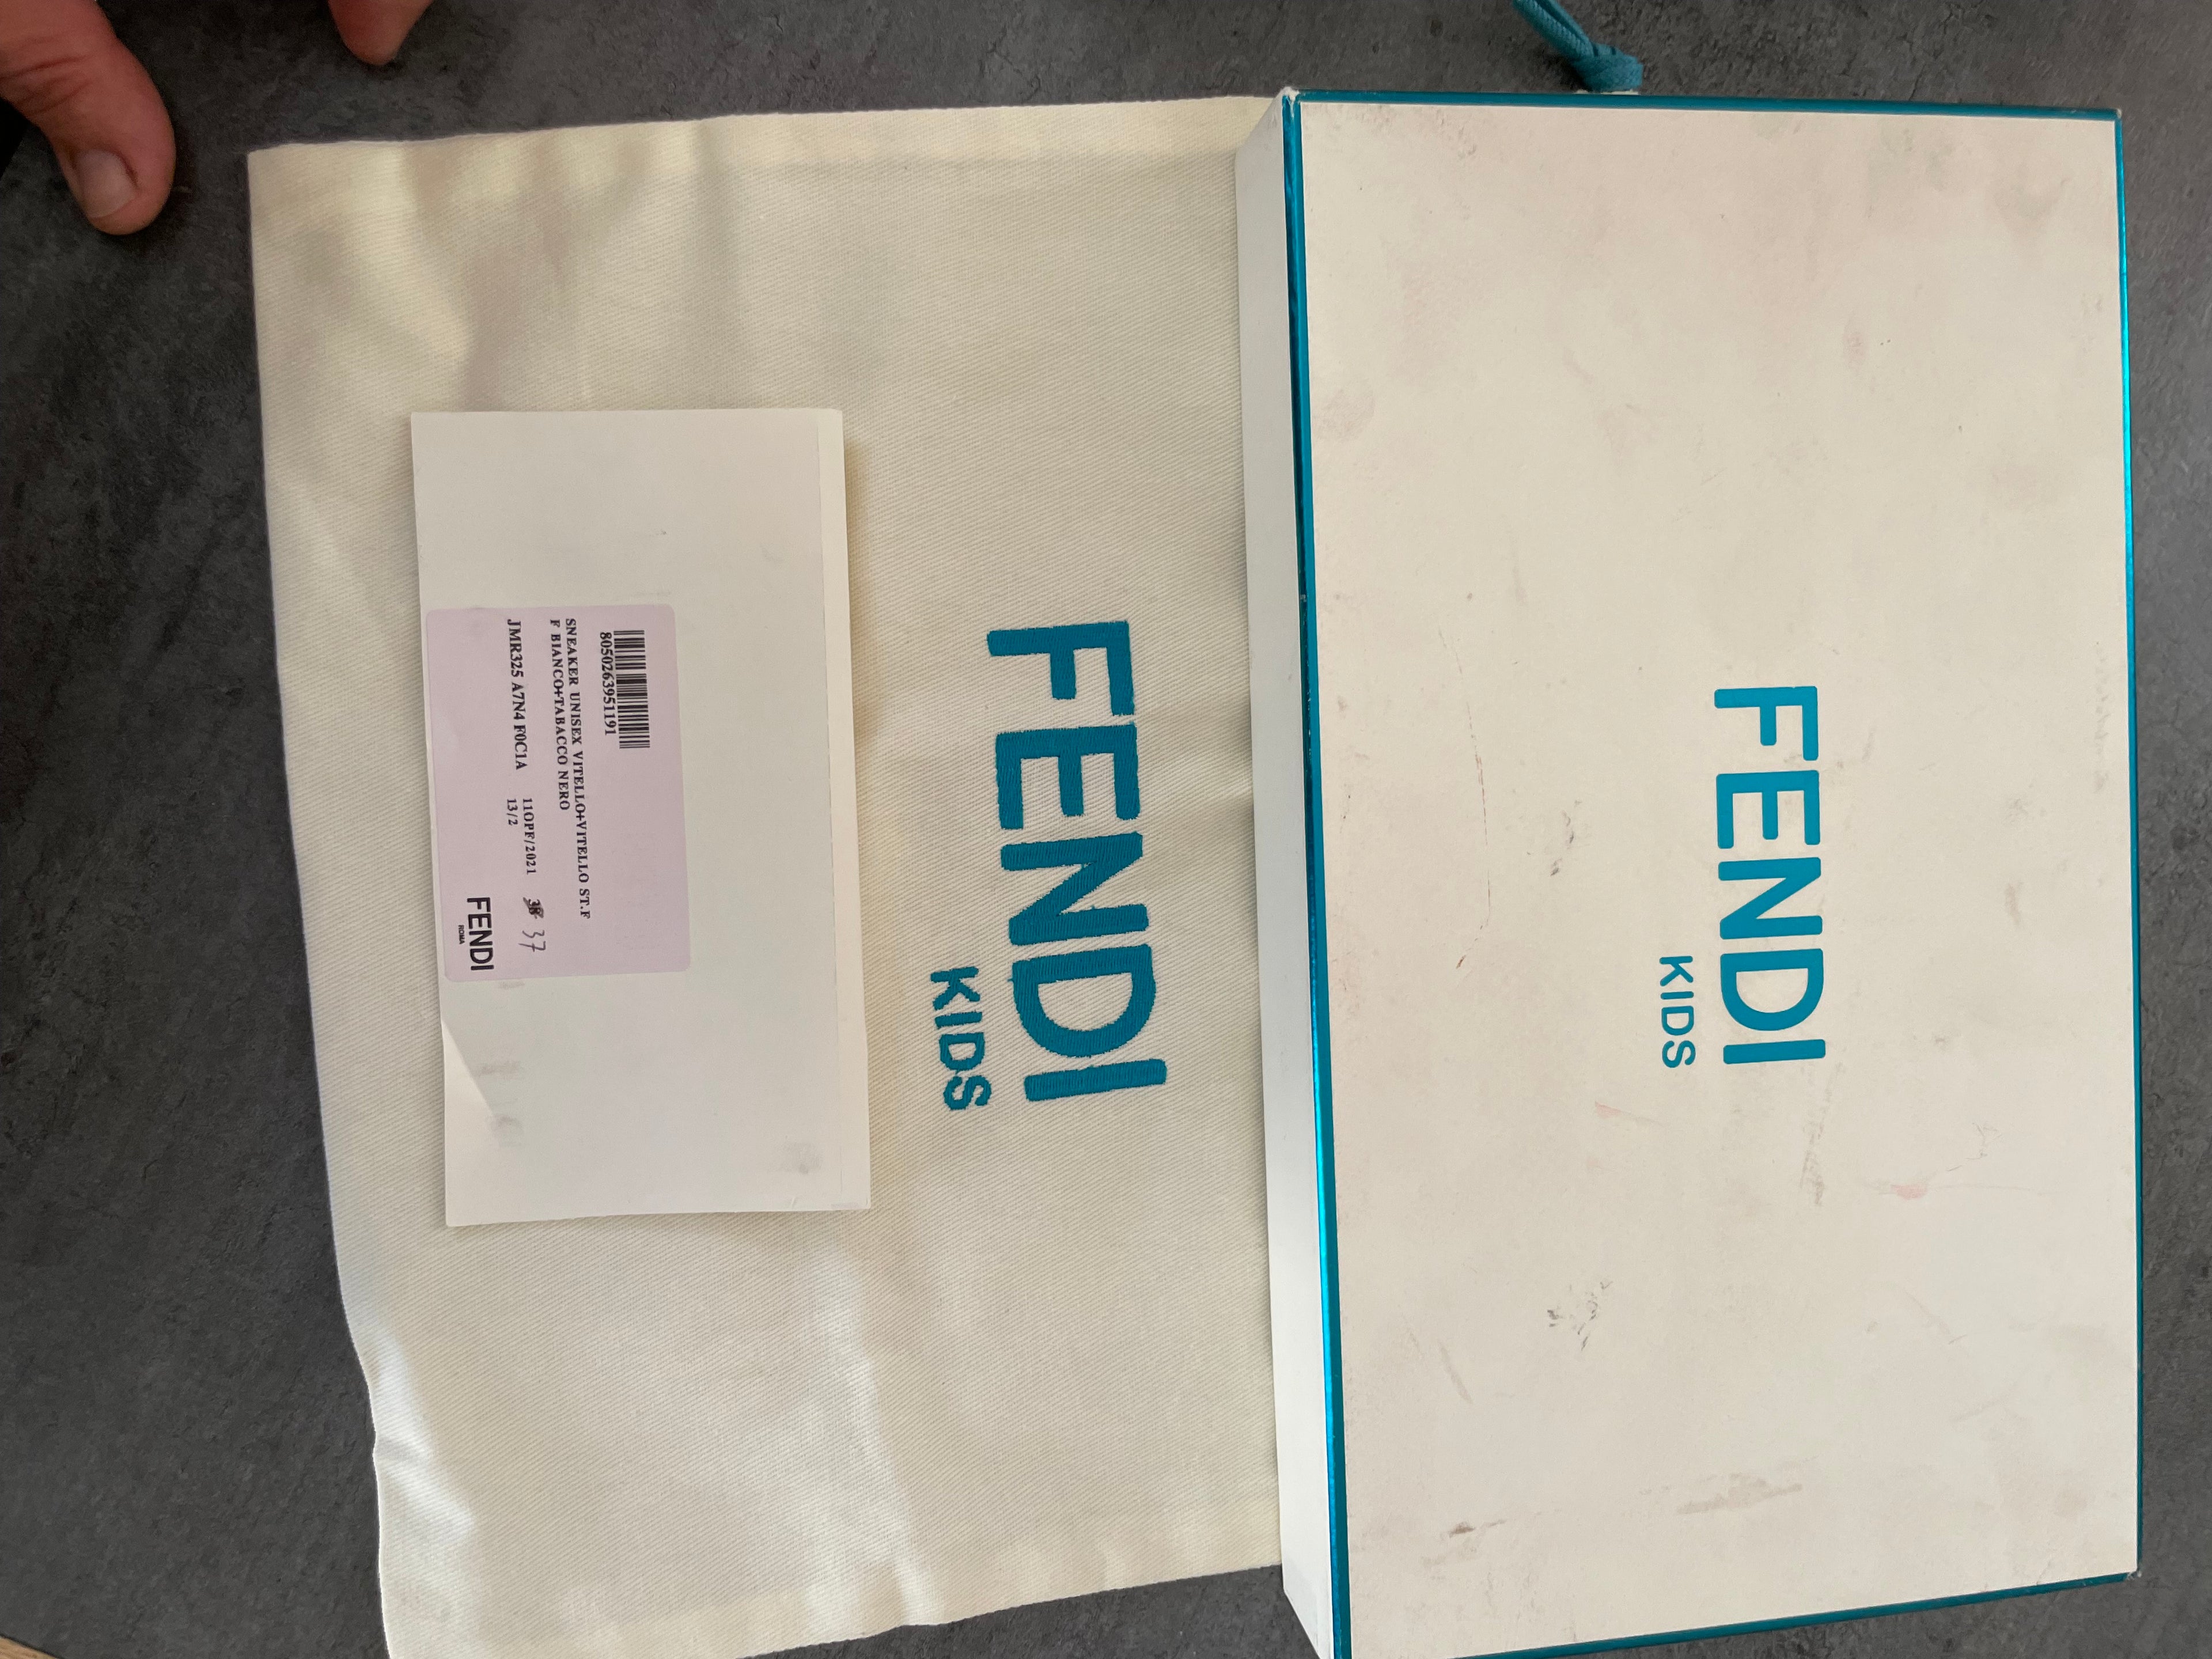 FENDI
KIDS
FENDI
KIDS
8050263951191
SNEAKER UNISEX VITELLO+VITELLO ST.F
F BIANCO+TABACCO NERO
JMR325 A7N4 F0C1A
11OPF/2021
13/2
37
FENDI
ROMA